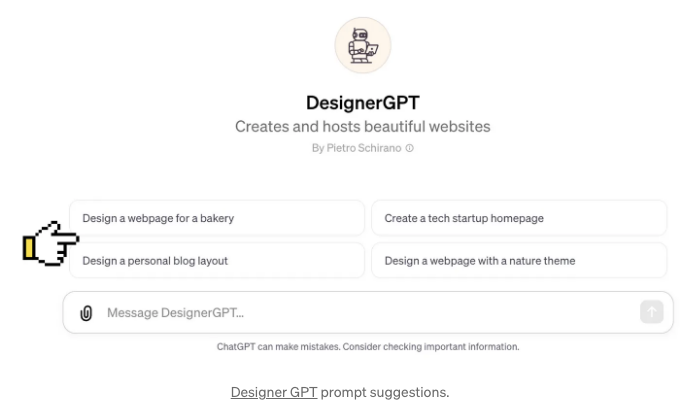 DesignerGPT
Creates and hosts beautiful websites
By Pietro Schirano
Design a webpage for a bakery
Create a tech startup homepage
Design a personal blog layout
Design a webpage with a nature theme
Message DesignerGPT...
ChatGPT can make mistakes. Consider checking important information.
Designer GPT prompt suggestions.